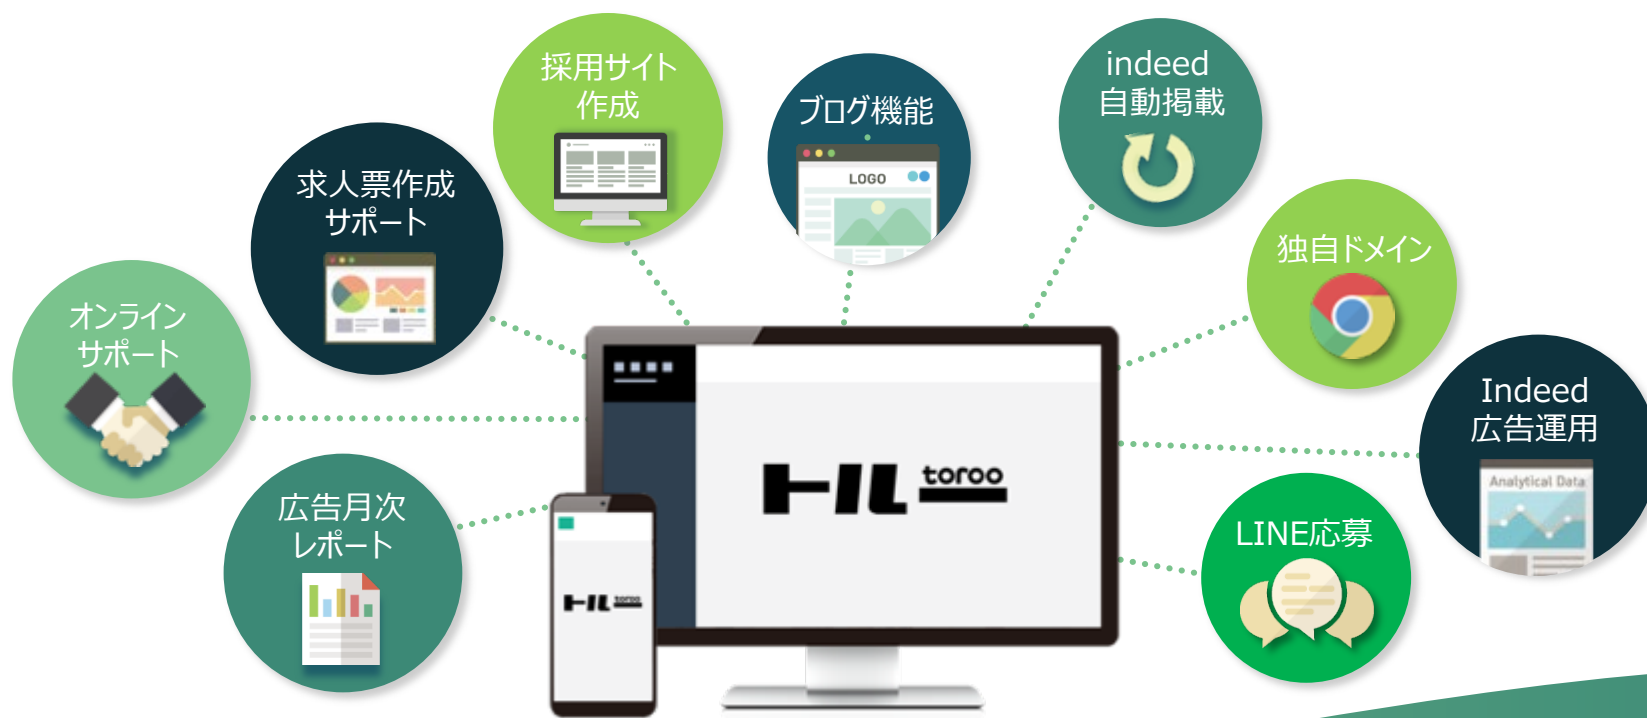 採用サイト
作成
ブログ機能
LOGO
indeed
自動掲載
求人票作成
サポート
独自ドメイン
オンライン
サポート
Indeed
広告運用
Analytical Data
トル toroo
広告月次
レポート
LINE応募
トル toroo